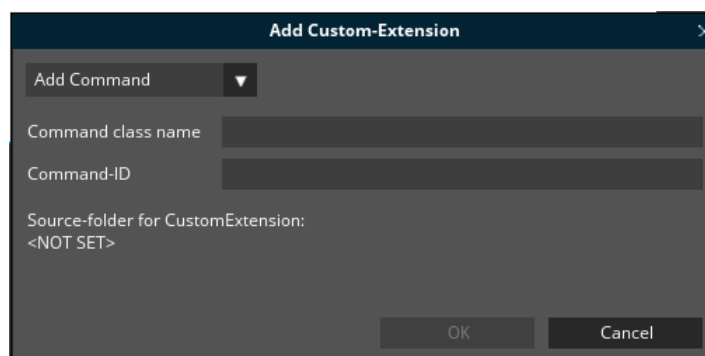 Add Custom-Extension
Add Command
Command class name
Command-ID
Source-folder for CustomExtension:
<NOT SET>
OK
Cancel